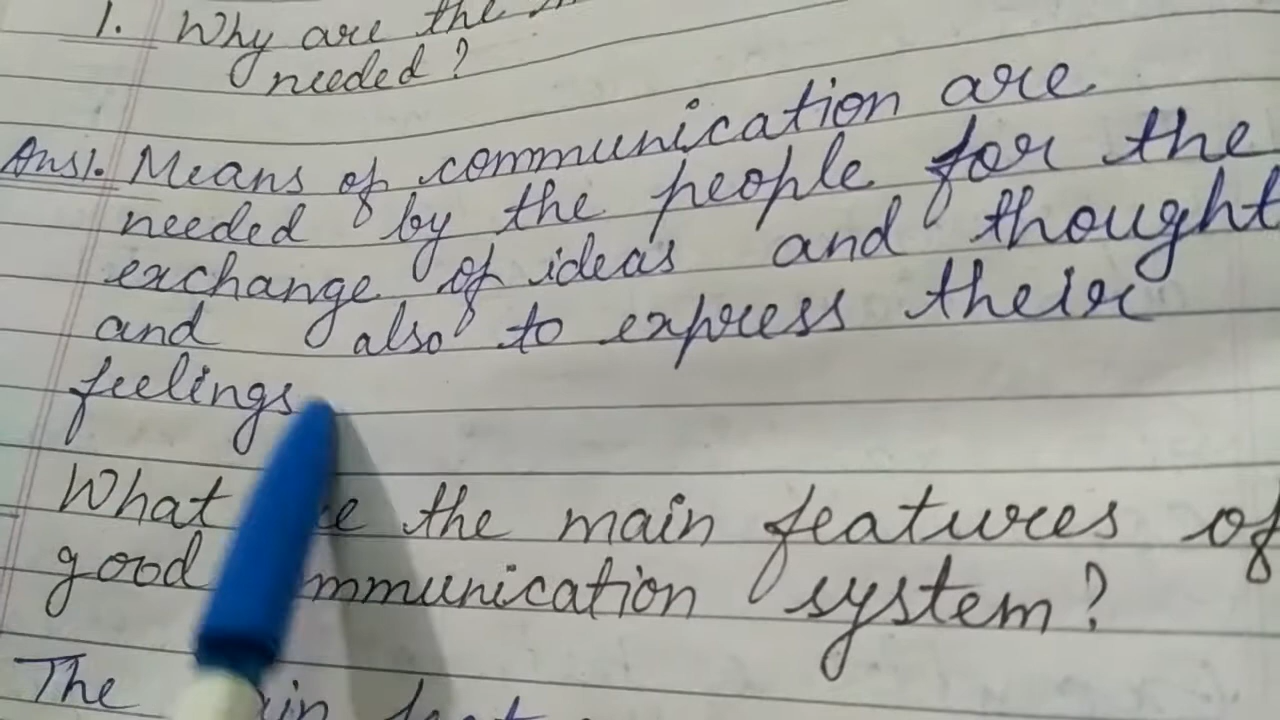 1. Why are the
needed?
Ans1. Means of communication are
needed by the people for the
exchange of ideas and thought
and also to express their
feelings
What the main features of
good system?
The